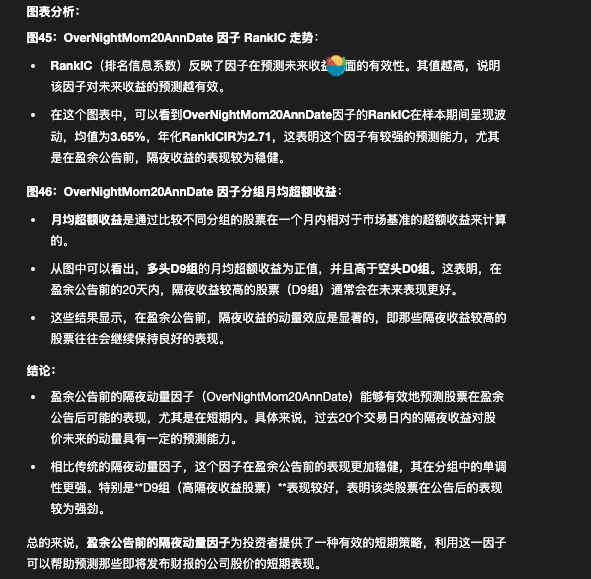 图表分析：
图45：OverNightMom20AnnDate 因子 RankIC 走势：
• RankIC（排名信息系数）反映了因子在预测未来收益面的有效性。其值越高，说明
该因子对未来收益的预测越有效。
• 在这个图表中，可以看到OverNightMom20AnnDate因子的RankIC在样本期间呈现波
动，均值为3.65%，年化RankICIR为2.71，这表明这个因子有较强的预测能力，尤其
是在盈余公告前，隔夜收益的表现较为稳健。
图46：OverNightMom20AnnDate 因子分组月均超额收益：
• 月均超额收益是通过比较不同分组的股票在一个月内相对于市场基准的超额收益来计算
的。
• 从图中可以看出，多头D9组的月均超额收益为正值，并且高于空头D0组。这表明，在
盈余公告前的20天内，隔夜收益较高的股票（D9组）通常会在未来表现更好。
• 这些结果显示，在盈余公告前，隔夜收益的动量效应是显著的，即那些隔夜收益较高的
股票往往会继续保持良好的表现。
结论：
• 盈余公告前的隔夜动量因子（OverNightMom20AnnDate）能够有效地预测股票在盈余
公告后可能的表现，尤其是在短期内。具体来说，过去20个交易日内的隔夜收益对股
价未来的动量具有一定的预测能力。
• 相比传统的隔夜动量因子，这个因子在盈余公告前的表现更加稳健，其在分组中的单调
性更强。特别是**D9组（高隔夜收益股票）**表现较好，表明该类股票在公告后的表现
较为强劲。
总的来说，盈余公告前的隔夜动量因子为投资者提供了一种有效的短期策略，利用这一因子
可以帮助预测那些即将发布财报的公司股价的短期表现。